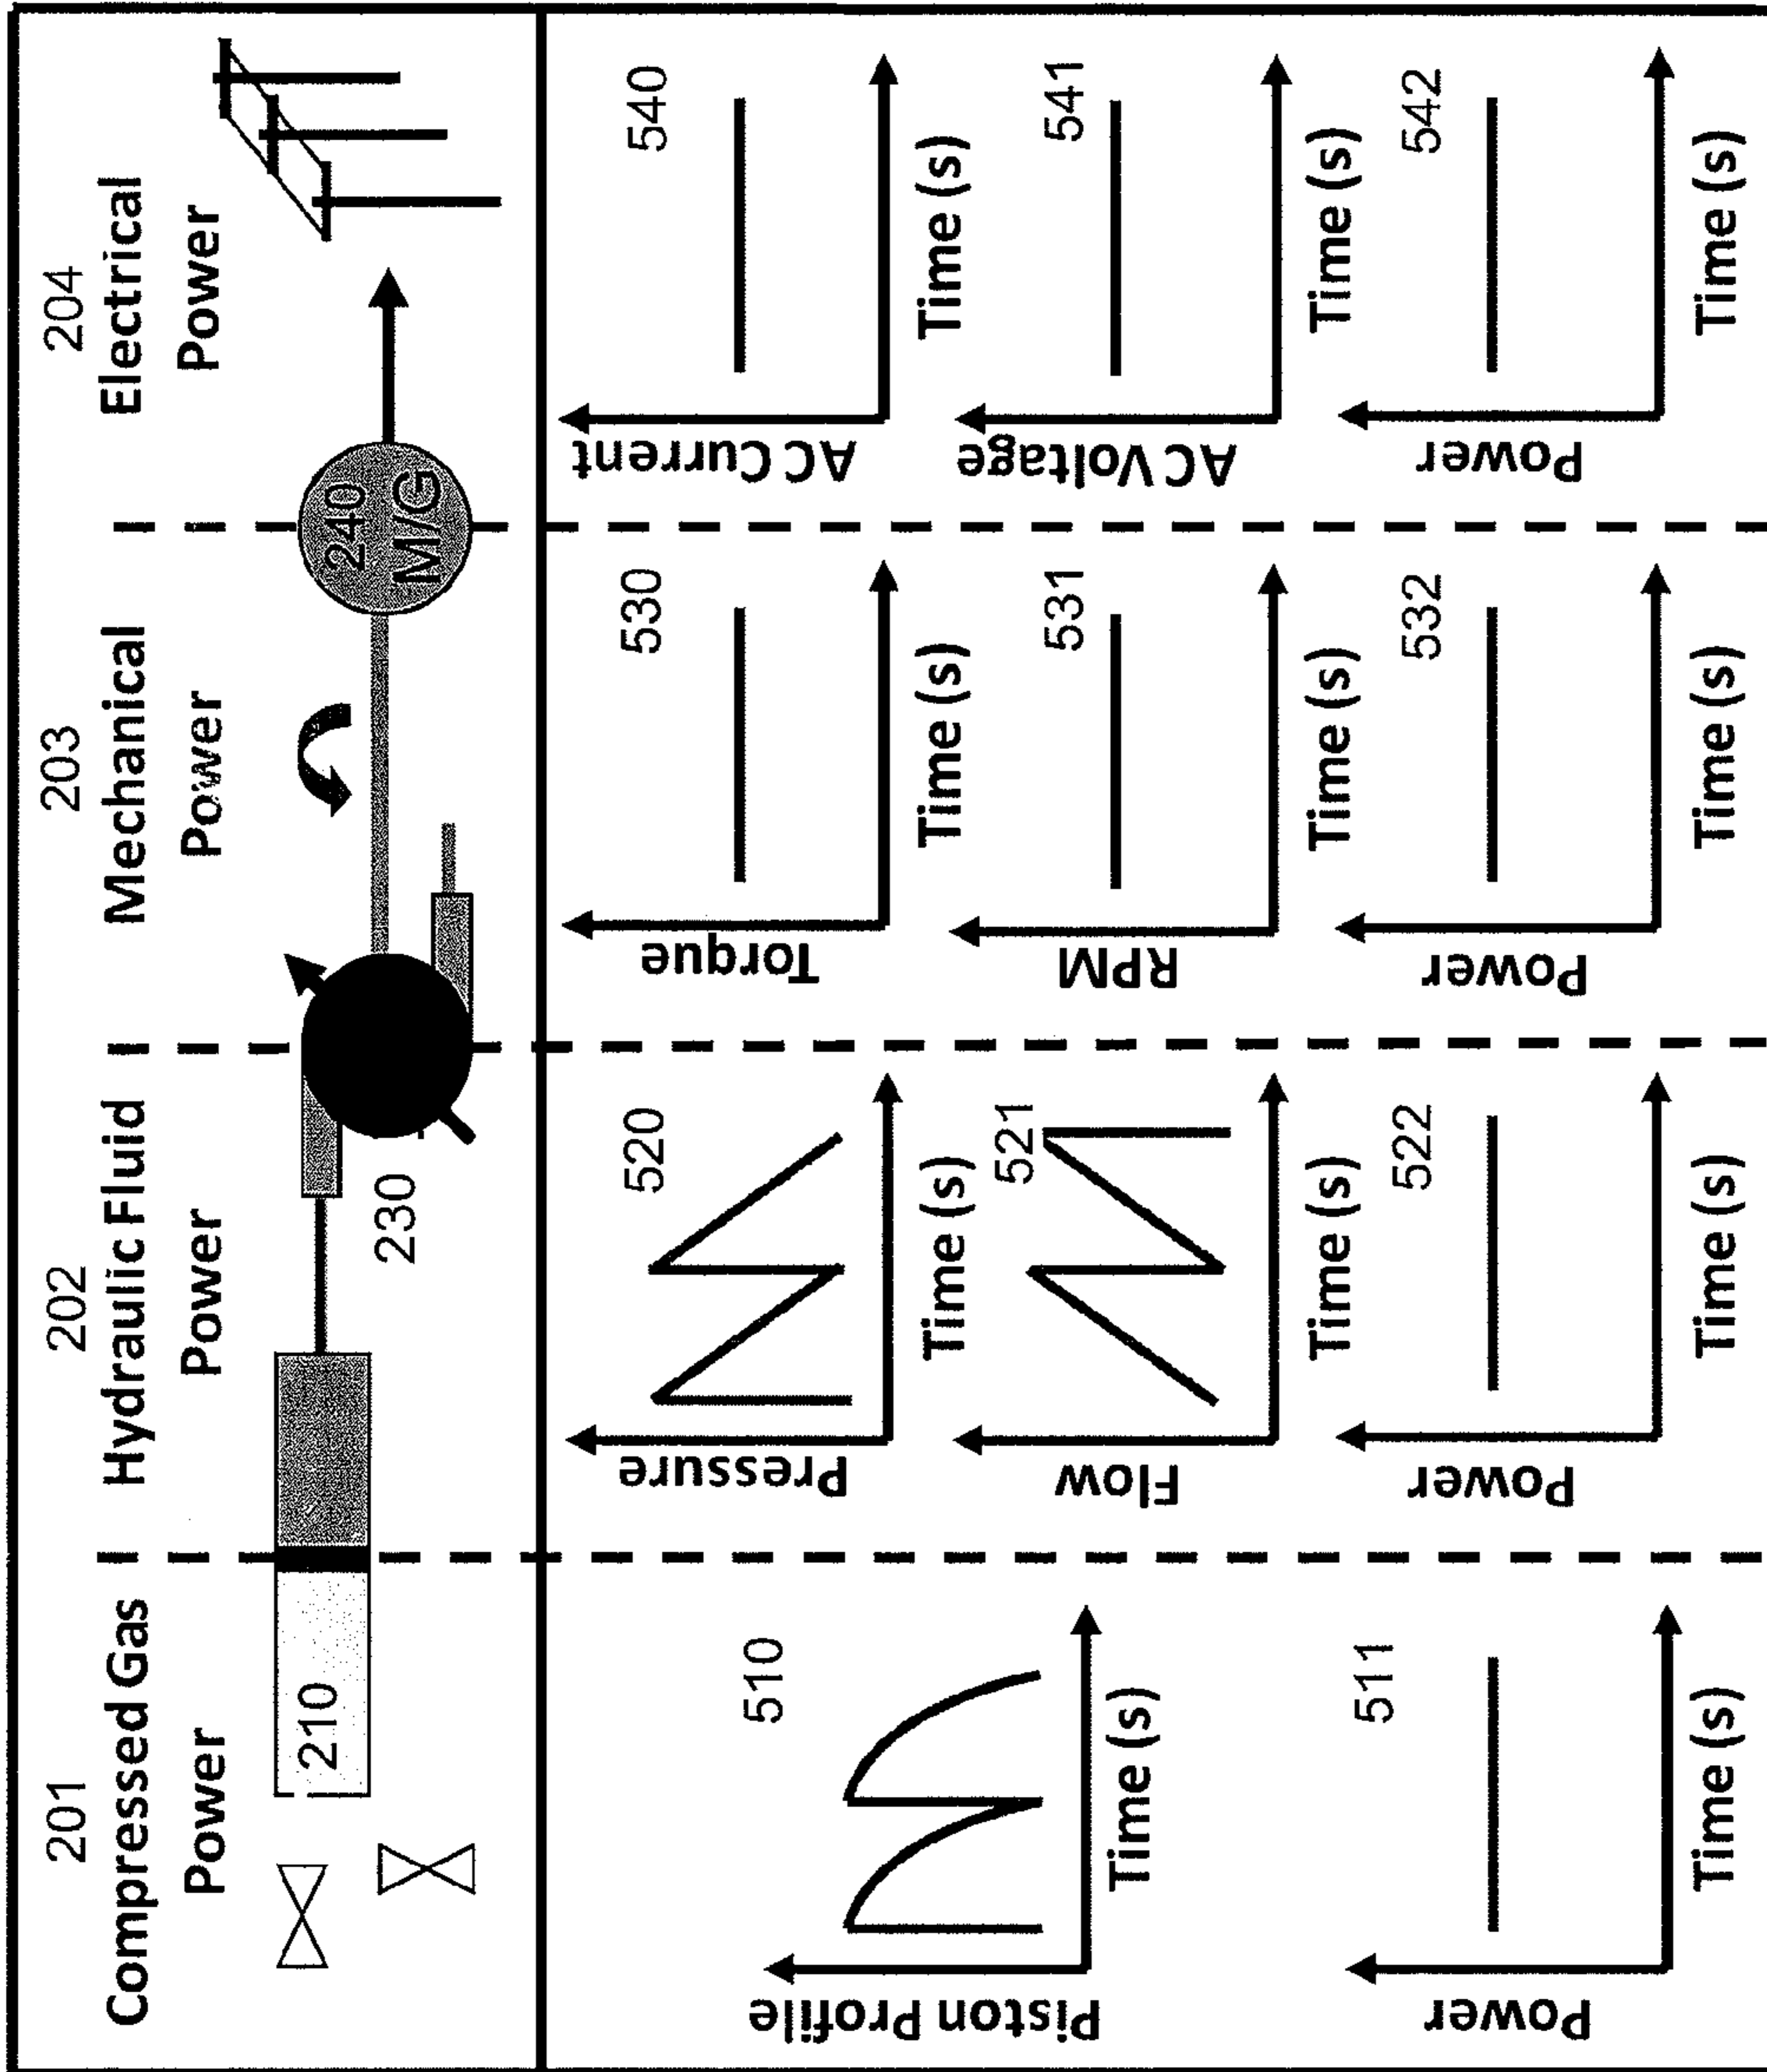 201
Compressed Gas
Power
202
Hydraulic Fluid
Power
203
Mechanical
Power
204
Electrical
Power
210
230
240
M/G
Piston Profile
510
Time (s)
Power
511
Time (s)
Pressure
520
Time (s)
Flow
521
Time (s)
Power
522
Time (s)
Torque
530
Time (s)
RPM
531
Time (s)
Power
532
Time (s)
AC Current
540
Time (s)
AC Voltage
541
Time (s)
Power
542
Time (s)